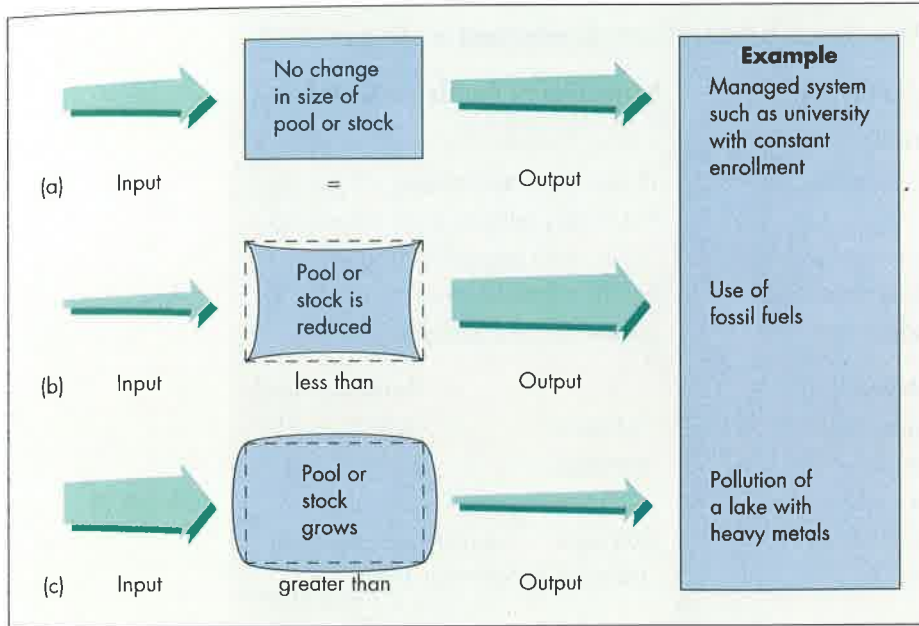 Example
No change
in size of
pool or stock
Managed system
such as university
with constant
enrollment
(a) Input = Output
Pool or
stock is
reduced
Use of
fossil fuels
(b) Input less than Output
Pool or
stock
grows
Pollution of
a lake with
heavy metals
(c) Input greater than Output